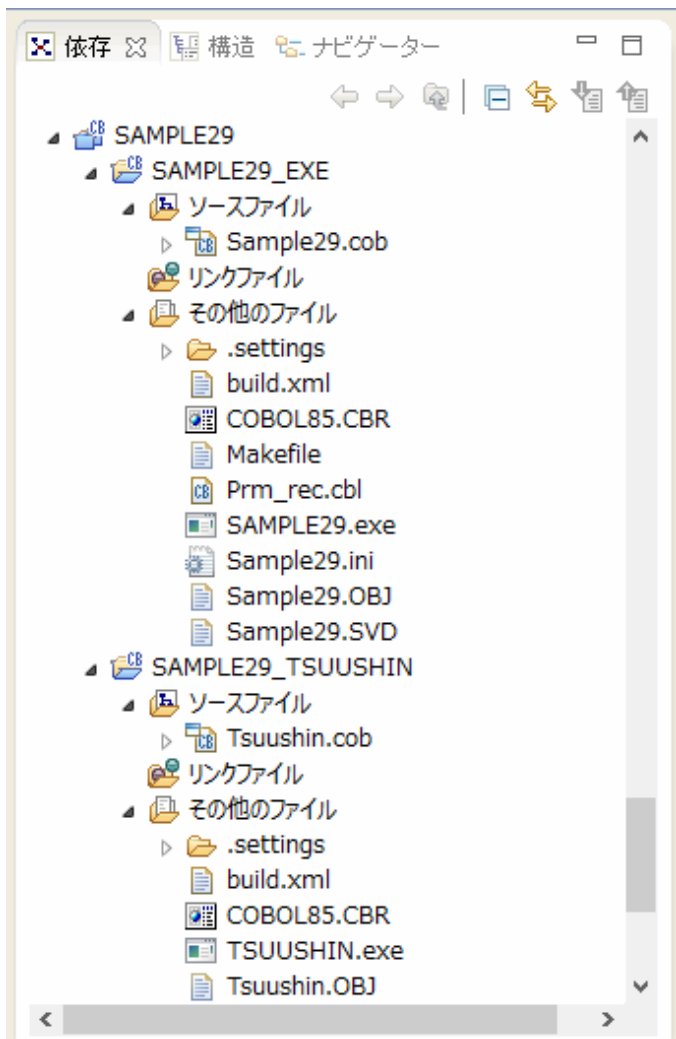 依存 構造 ナビゲーター
SAMPLE29
SAMPLE29_EXE
ソースファイル
Sample29.cob
リンクファイル
その他のファイル
.settings
build.xml
COBOL85.CBR
Makefile
Prm_rec.cbl
SAMPLE29.exe
Sample29.ini
Sample29.OBJ
Sample29.SVD
SAMPLE29_TSUUSHIN
ソースファイル
Tsuushin.cob
リンクファイル
その他のファイル
.settings
build.xml
COBOL85.CBR
TSUUSHIN.exe
Tsuushin.OBJ